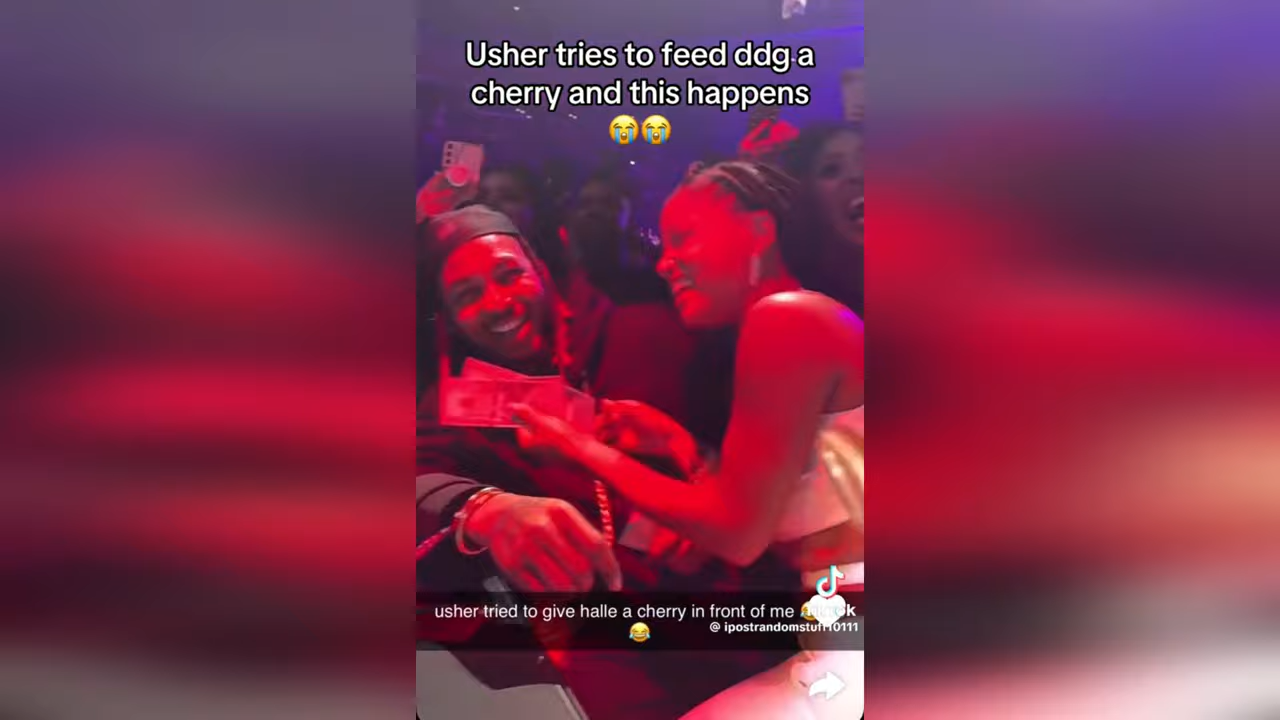 Usher tries to feed ddg a
cherry and this happens
😭😭
usher tried to give halle a cherry in front of me
😂
@ ipostrandomstuff10111